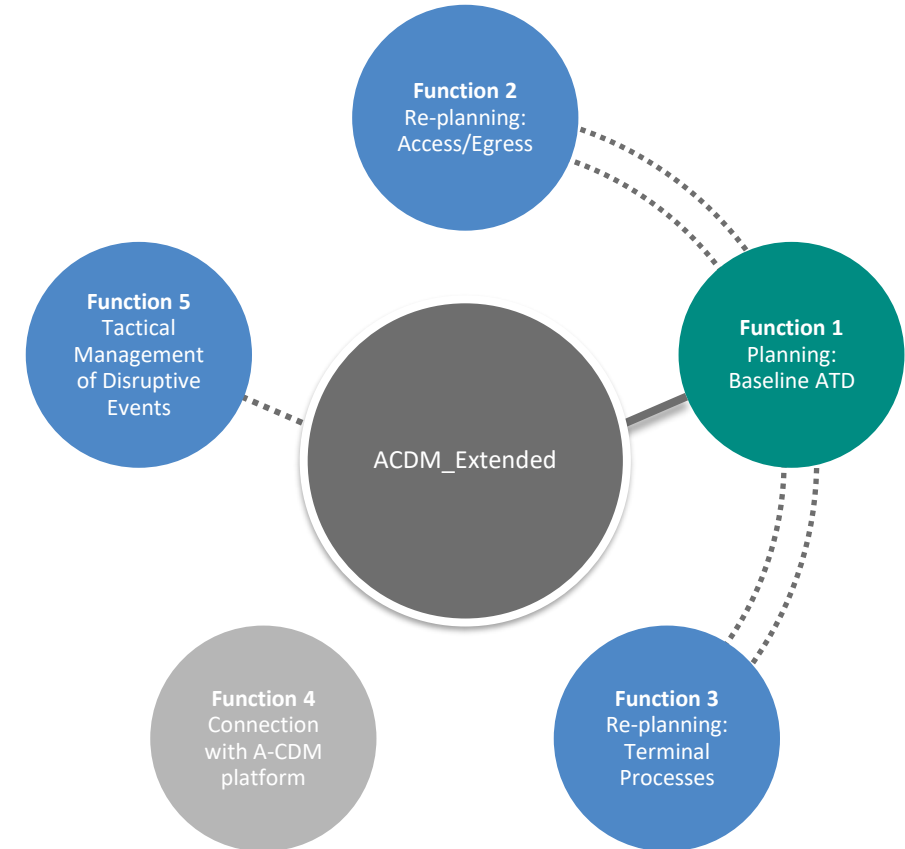 Function 2
Re-planning:
Access/Egress
Function 1
Planning:
Baseline ATD
Function 5
Tactical
Management
of Disruptive
Events
ACDM_Extended
Function 4
Connection
with A-CDM
platform
Function 3
Re-planning:
Terminal
Processes